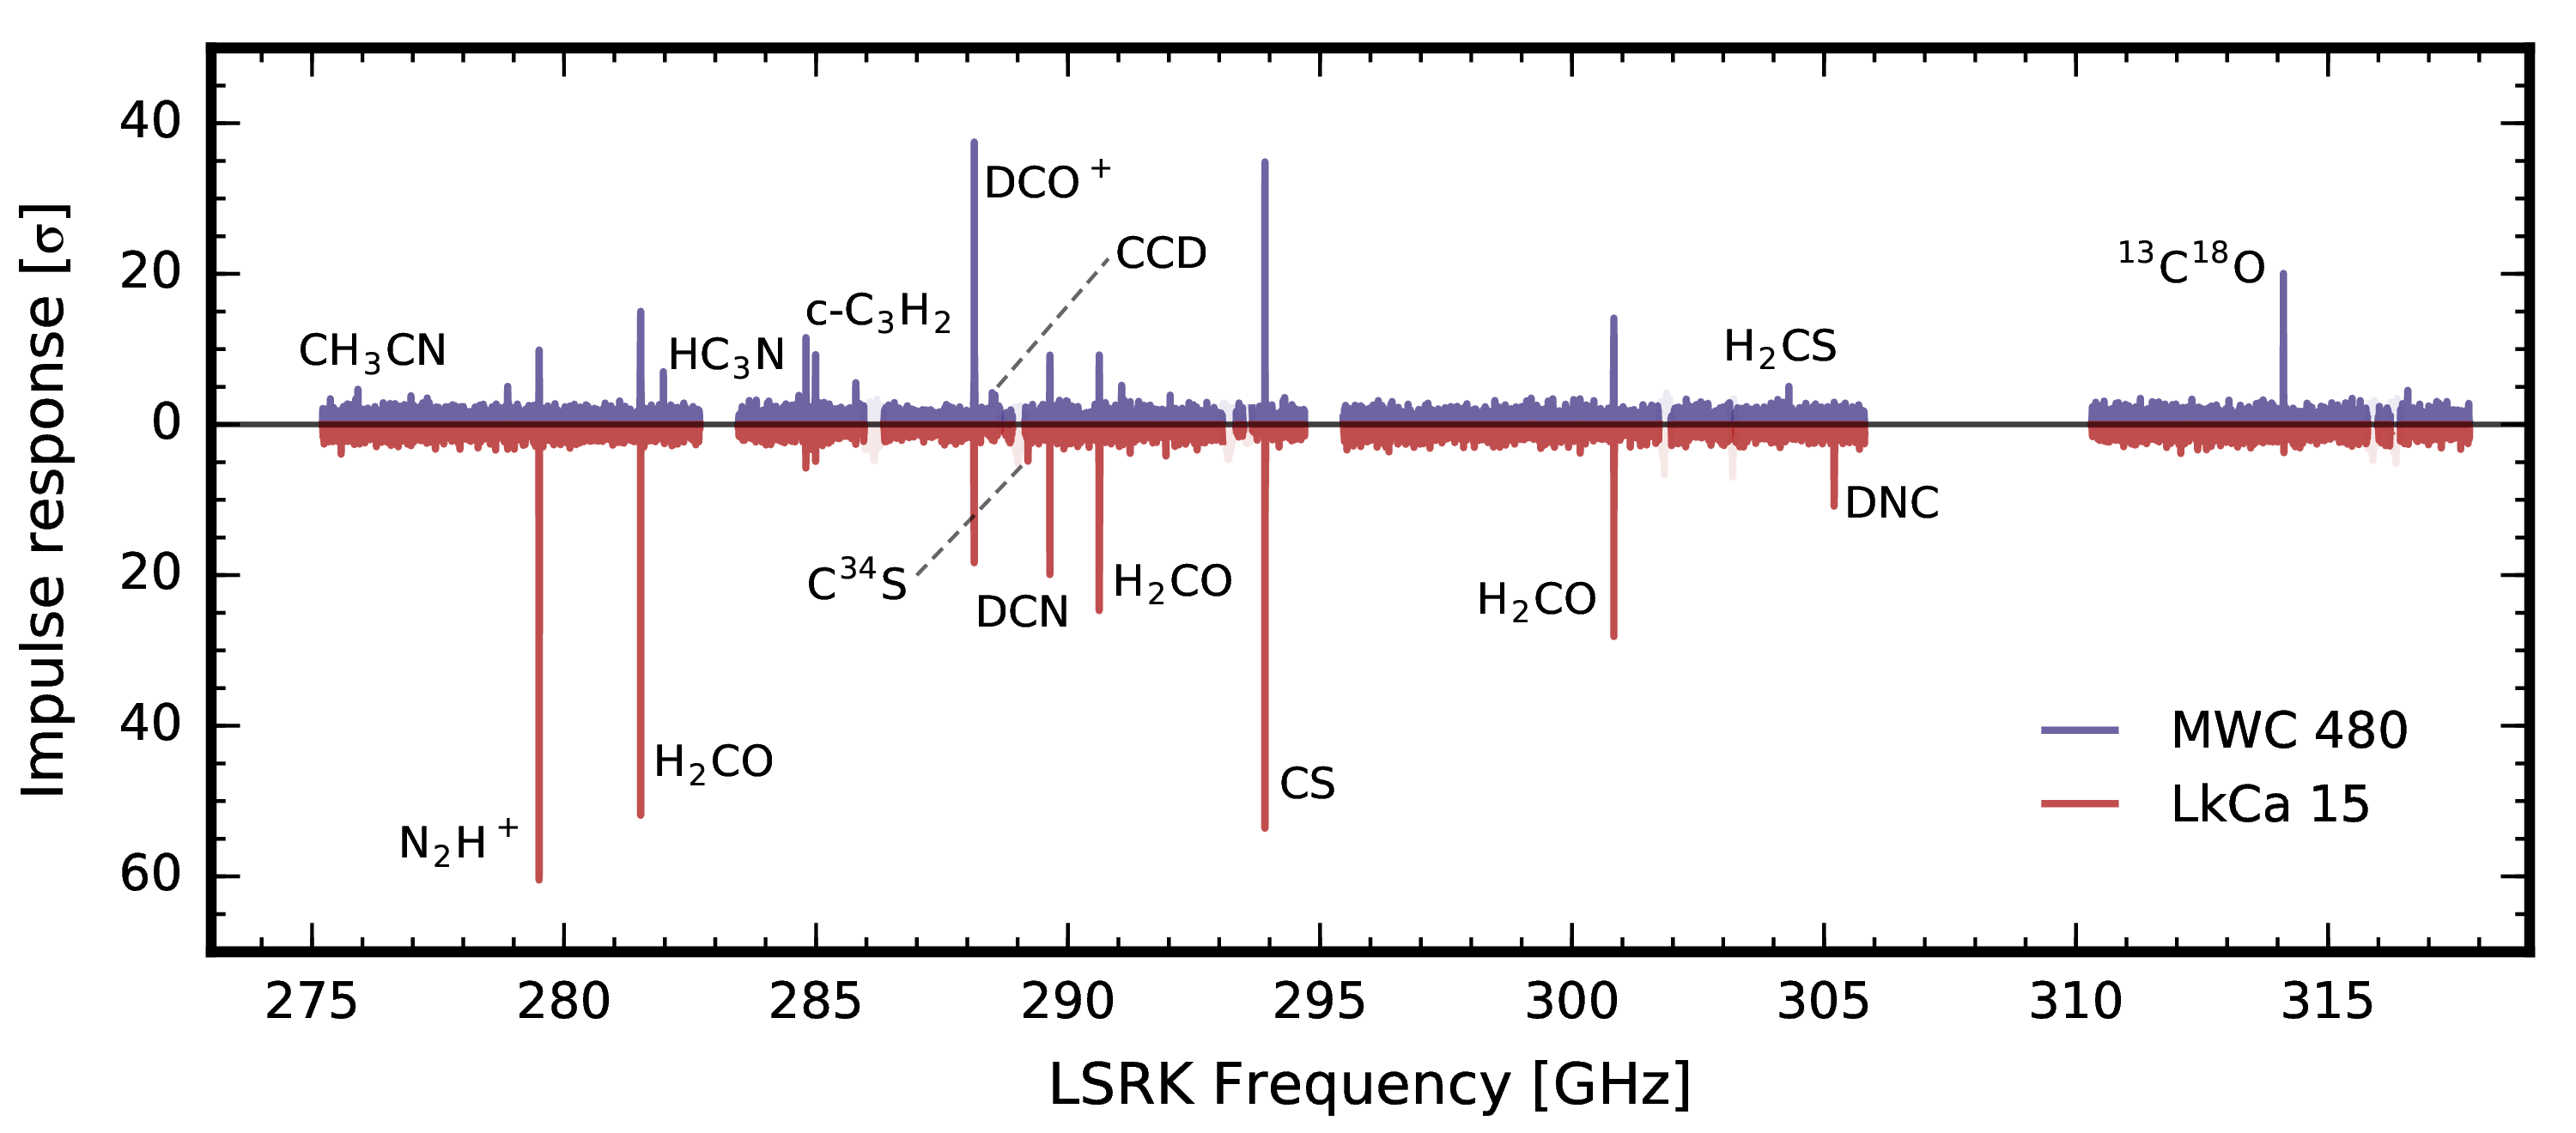 Impulse response [σ]
40
20
0
20
40
60
DCO⁺
CCD
¹³C¹⁸O
c-C₃H₂
CH₃CN
HC₃N
H₂CS
DNC
C³⁴S
DCN
H₂CO
H₂CO
H₂CO
CS
N₂H⁺
MWC 480
LkCa 15
275
280
285
290
295
300
305
310
315
LSRK Frequency [GHz]